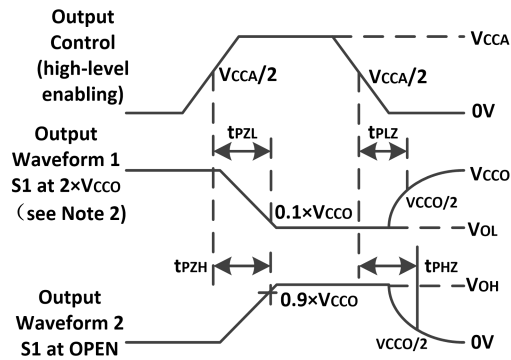 Output
Control
(high-level
enabling)
VCCA/2
VCCA/2
VCCA
0V
tPZL
tPLZ
Output
Waveform 1
S1 at 2×VCCO
（see Note 2)
0.1×VCCO
VCCO/2
VCCO
VOL
tPZH
tPHZ
Output
Waveform 2
S1 at OPEN
0.9×VCCO
VCCO/2
VOH
0V